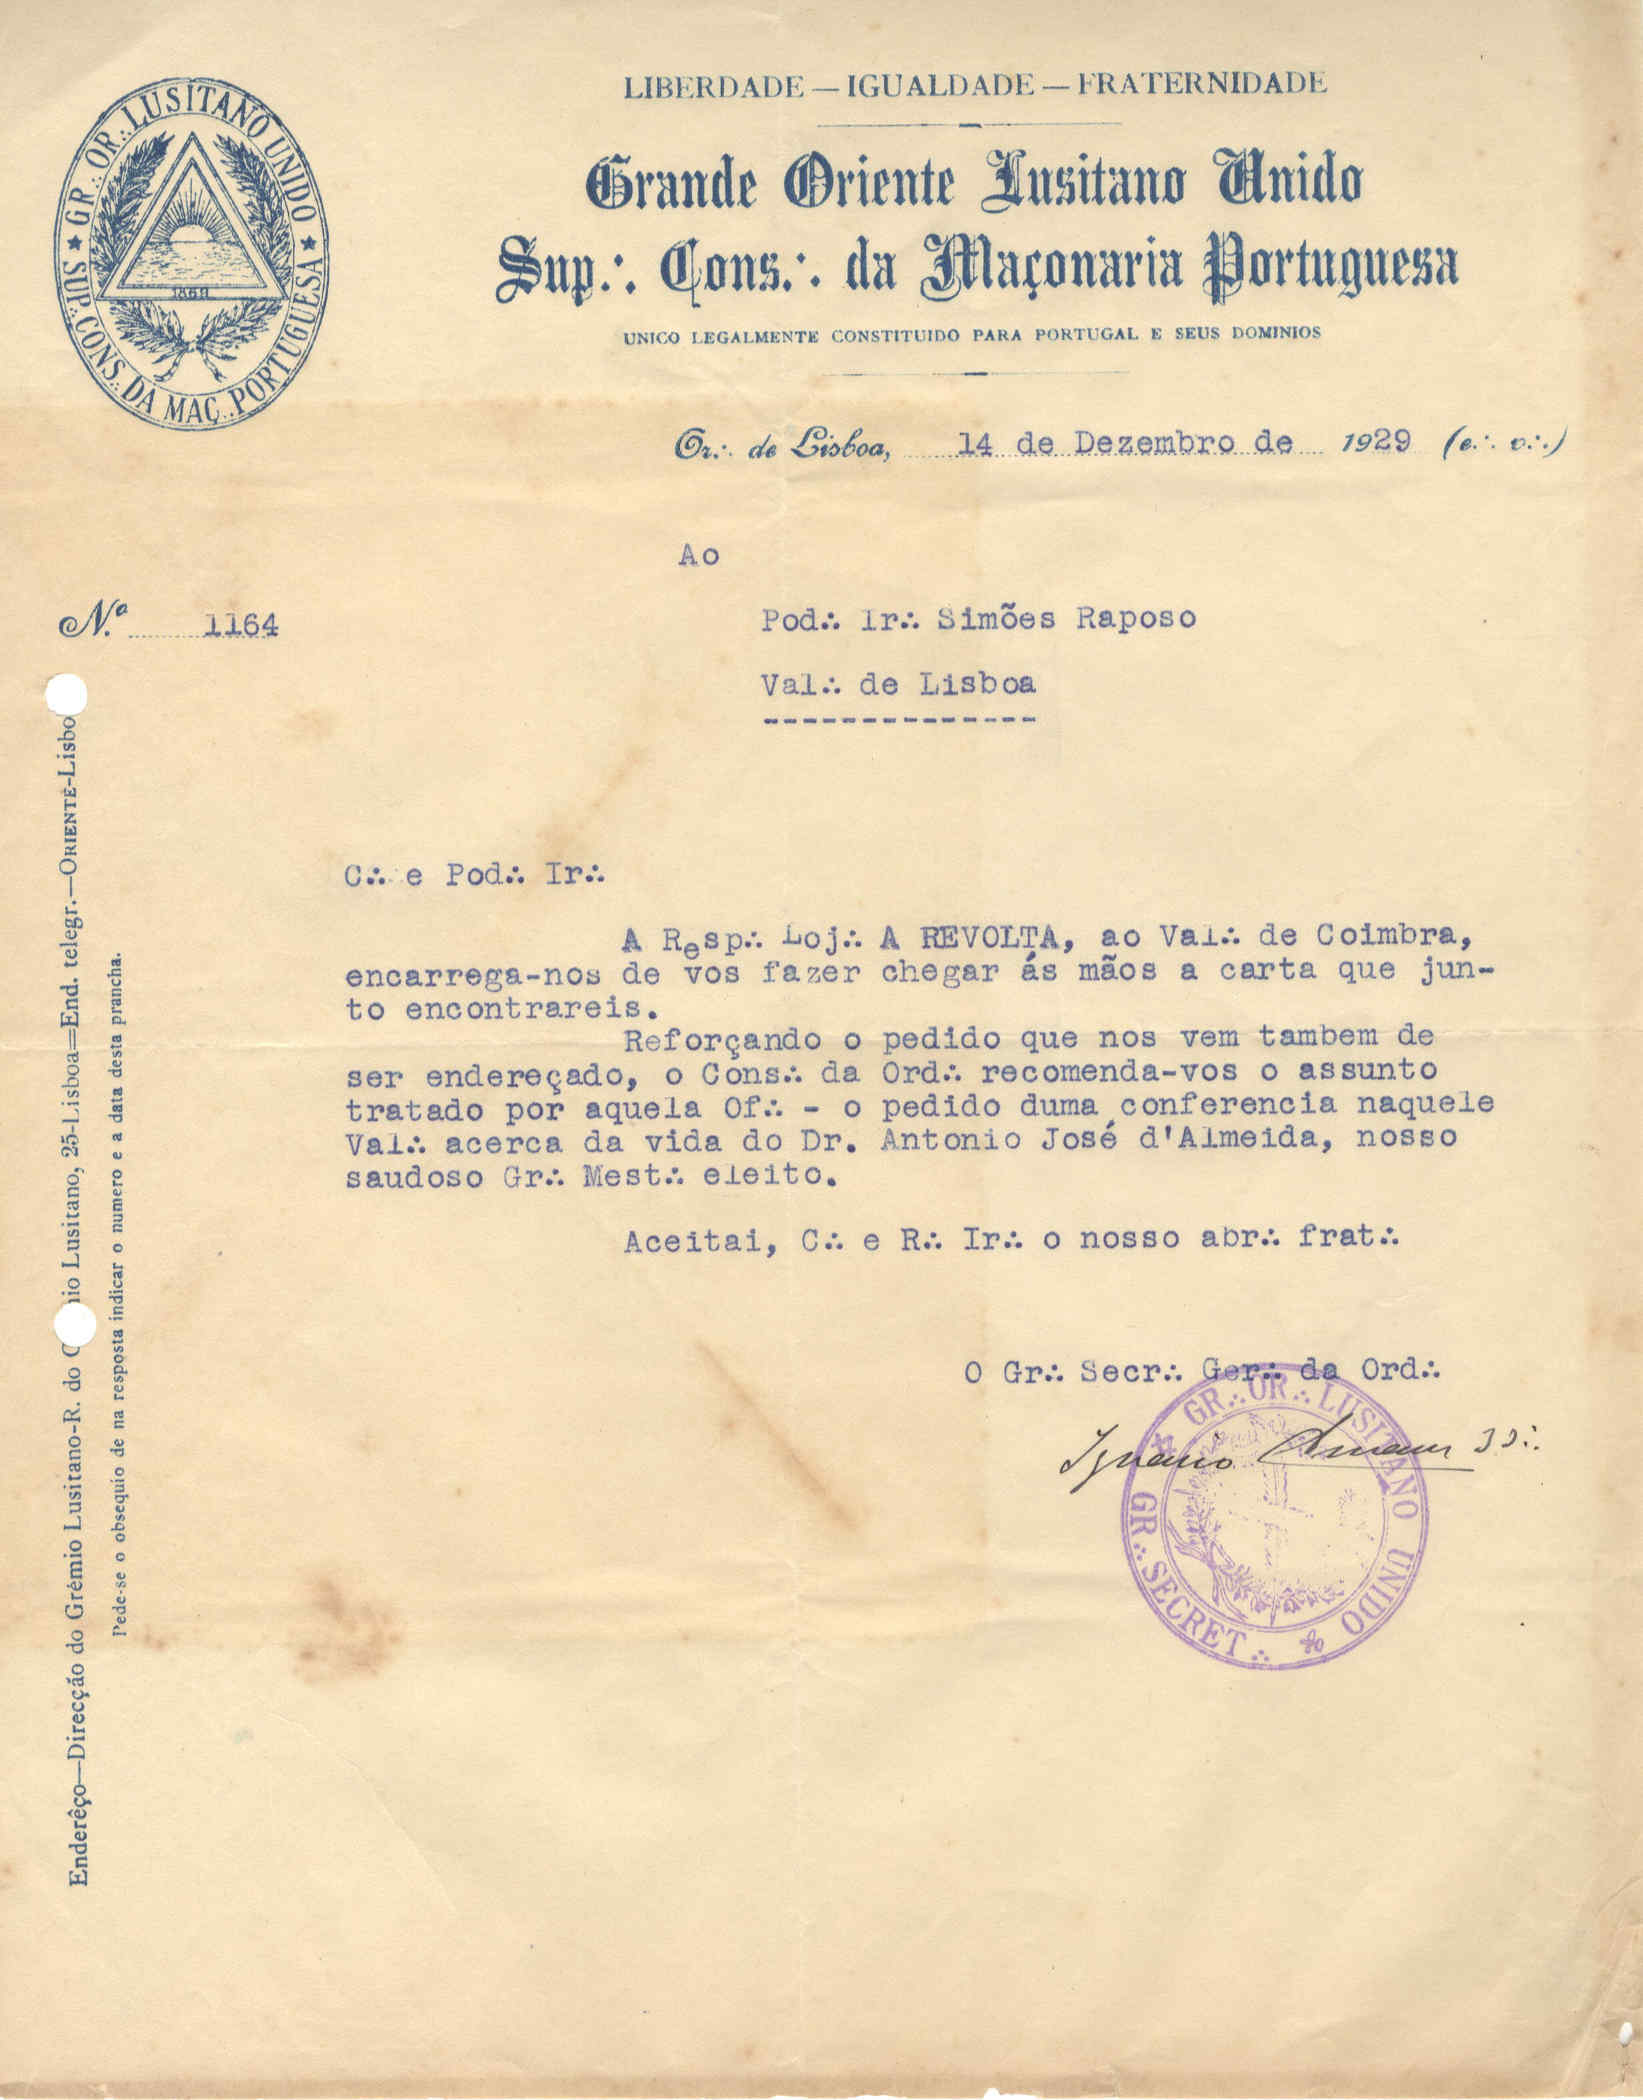 LIBERDADE — IGUALDADE — FRATERNIDADE
Grande Oriente Lusitano Unido
Sup∴ Cons∴ da Maçonaria Portuguesa
UNICO LEGALMENTE CONSTITUIDO PARA PORTUGAL E SEUS DOMINIOS
★ GR∴ OR∴ LUSITANO UNIDO ★
SUP∴ CONS∴ DA MAÇ∴ PORTUGUESA
Or∴ de Lisboa, 14 de Dezembro de 1929 (e∴ v∴)
Ao
Nº 1164
Pod∴ Ir∴ Simões Raposo
Val∴ de Lisboa
--------------
C∴ e Pod∴ Ir∴
A Resp∴ Loj∴ A REVOLTA, ao Val∴ de Coimbra,
encarrega-nos de vos fazer chegar ás mãos a carta que jun-
to encontrareis.
Reforçando o pedido que nos vem tambem de
ser endereçado, o Cons∴ da Ord∴ recomenda-vos o assunto
tratado por aquela Of∴ - o pedido duma conferencia naquele
Val∴ acerca da vida do Dr. Antonio José d'Almeida, nosso
saudoso Gr∴ Mest∴ eleito.
Aceitai, C∴ e R∴ Ir∴ o nosso abr∴ frat∴
O Gr∴ Secr∴ Ger∴ da Ord∴
Ignacio
GR∴ OR∴ LUSITANO UNIDO
GR∴ SECRET∴
Enderêço—Direcção do Grémio Lusitano-R. do G nio Lusitano, 25-Lisboa=End. telegr.—ORIENTE-Lisbo
Pede-se o obsequio de na resposta indicar o numero e a data desta prancha.